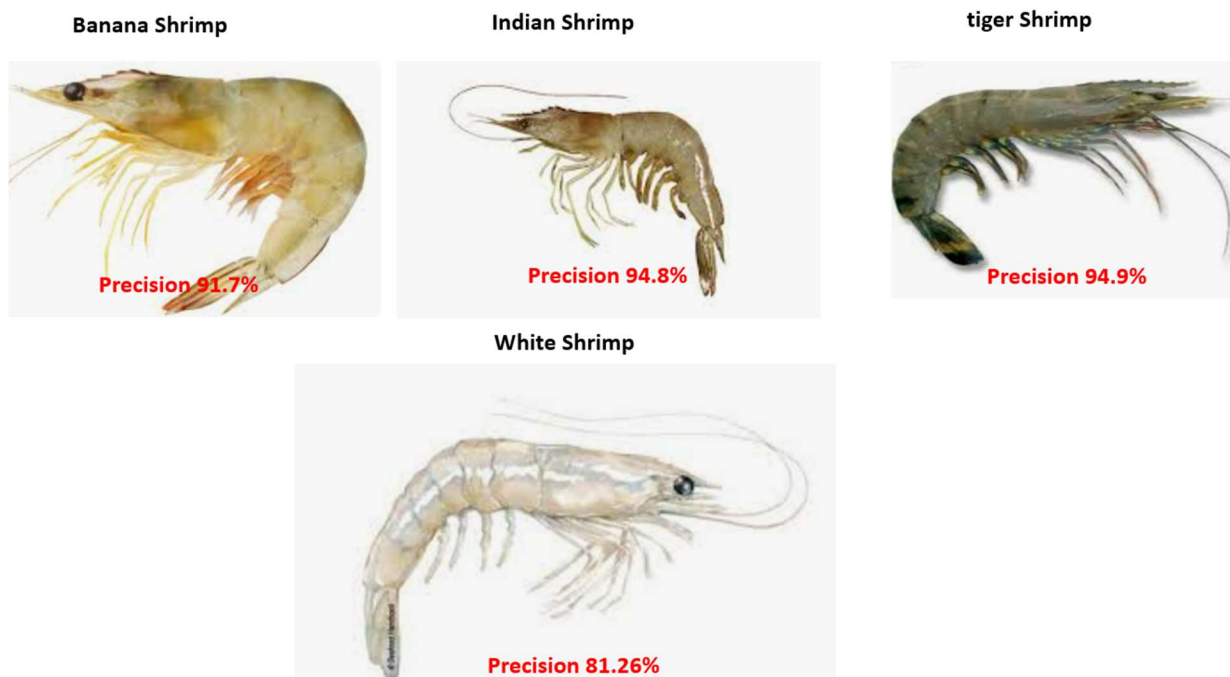 Banana Shrimp
Indian Shrimp
tiger Shrimp
Precision 91.7%
Precision 94.8%
Precision 94.9%
White Shrimp
Precision 81.26%